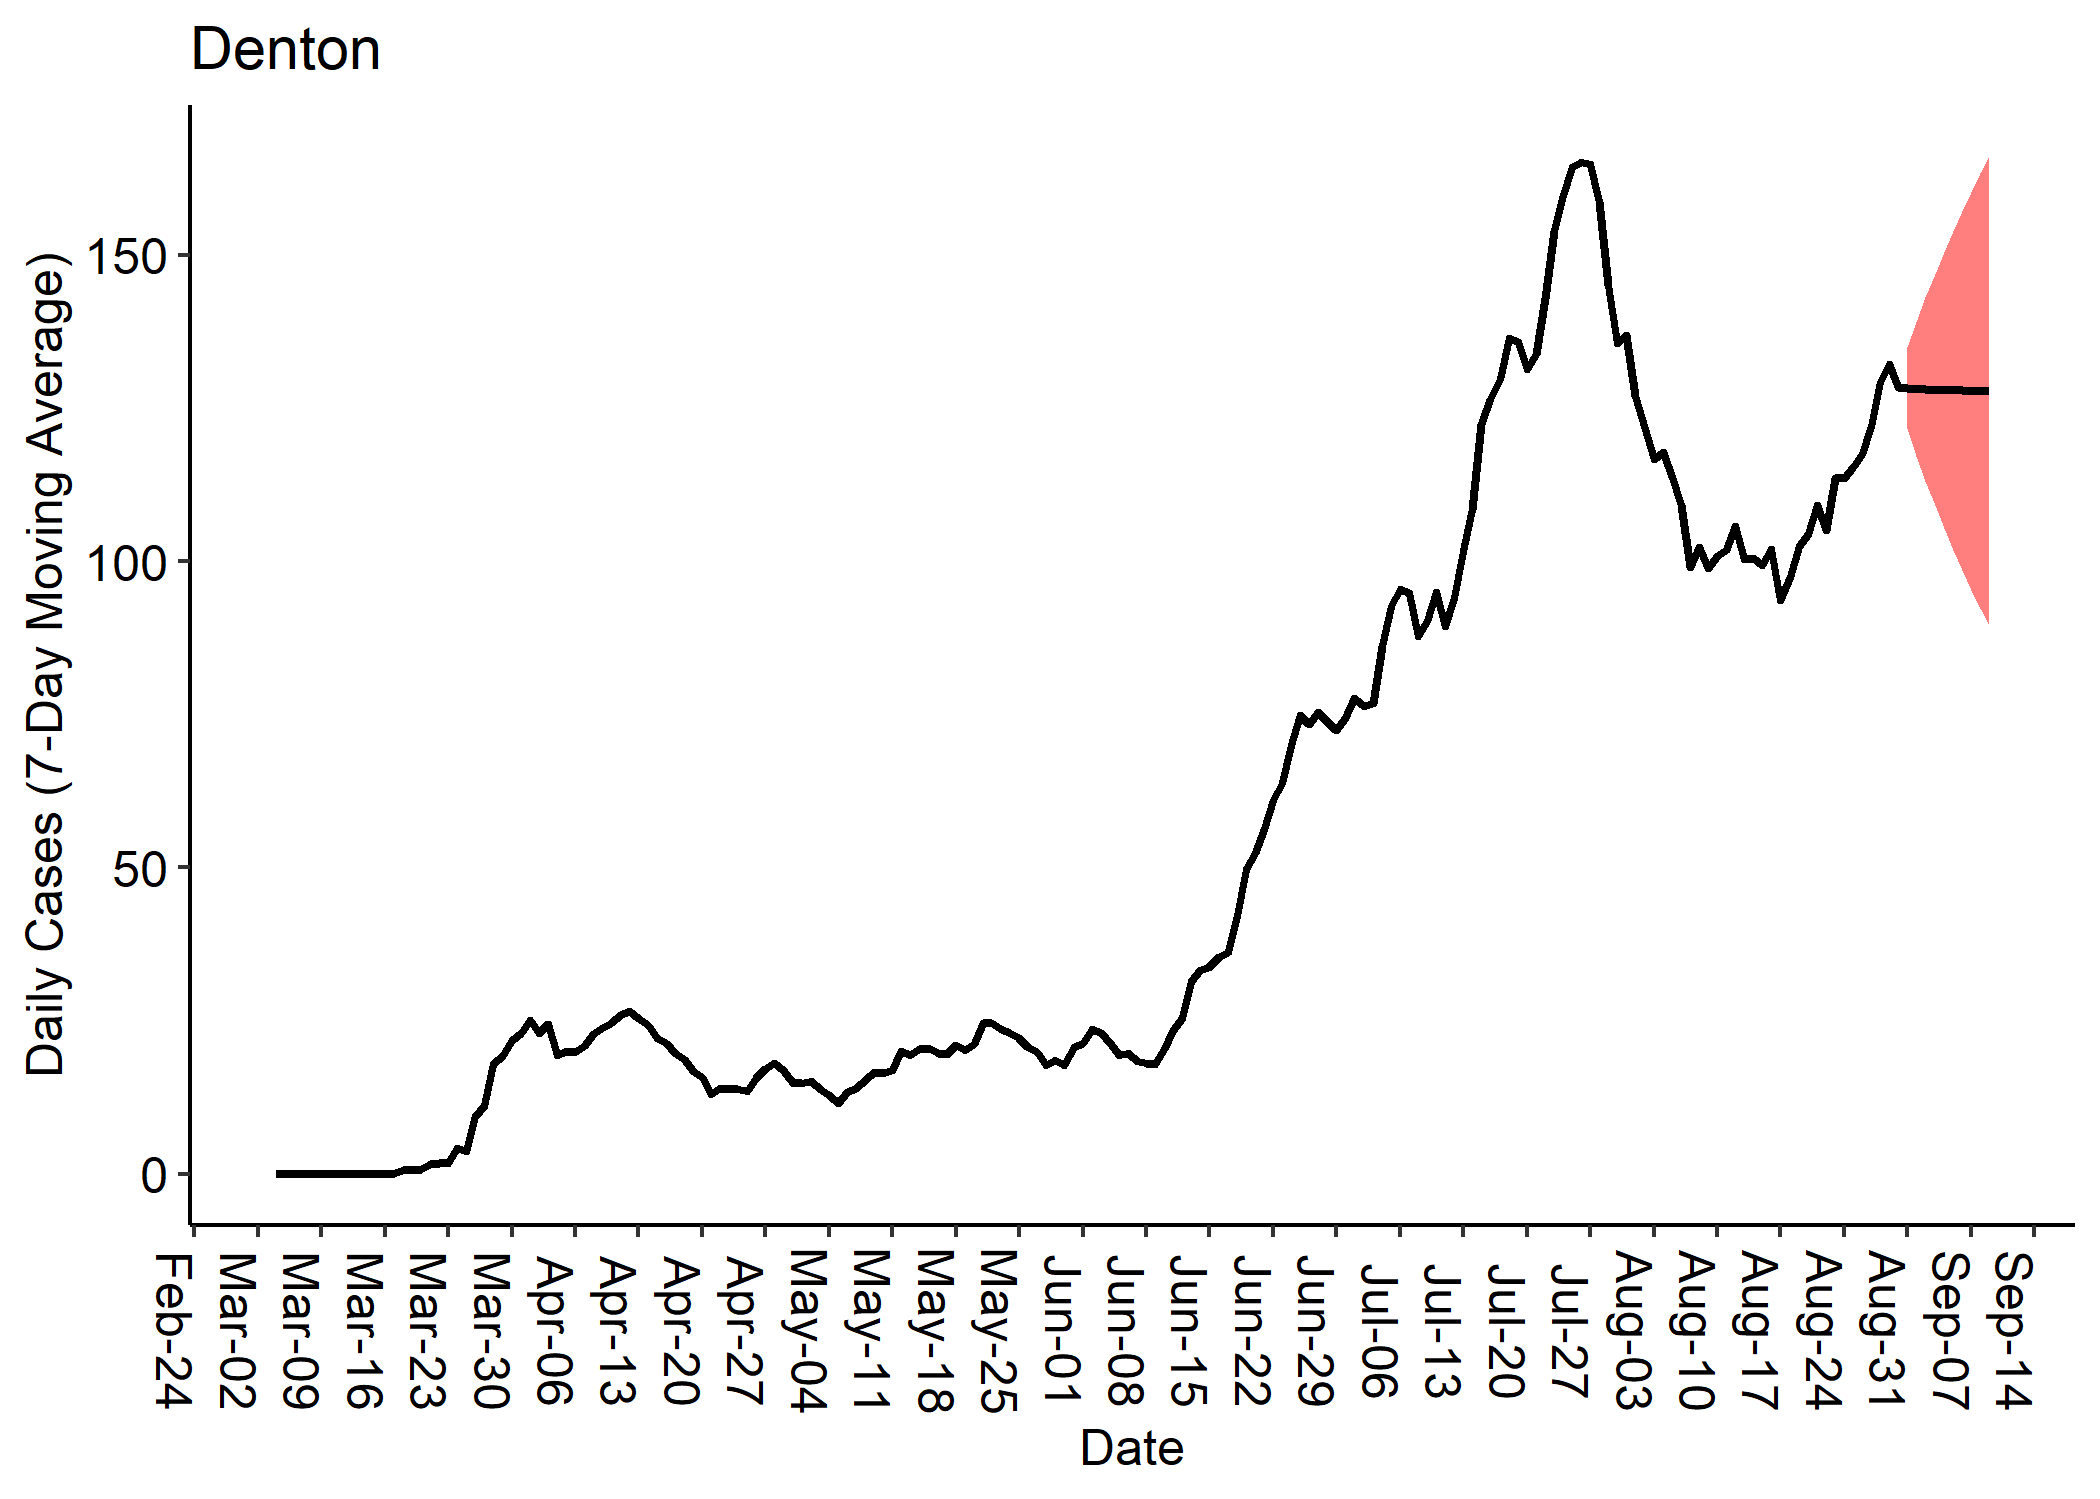 Denton
Daily Cases (7-Day Moving Average)
150
100
50
0
Feb-24
Mar-02
Mar-09
Mar-16
Mar-23
Mar-30
Apr-06
Apr-13
Apr-20
Apr-27
May-04
May-11
May-18
May-25
Jun-01
Jun-08
Jun-15
Jun-22
Jun-29
Jul-06
Jul-13
Jul-20
Jul-27
Aug-03
Aug-10
Aug-17
Aug-24
Aug-31
Sep-07
Sep-14
Date